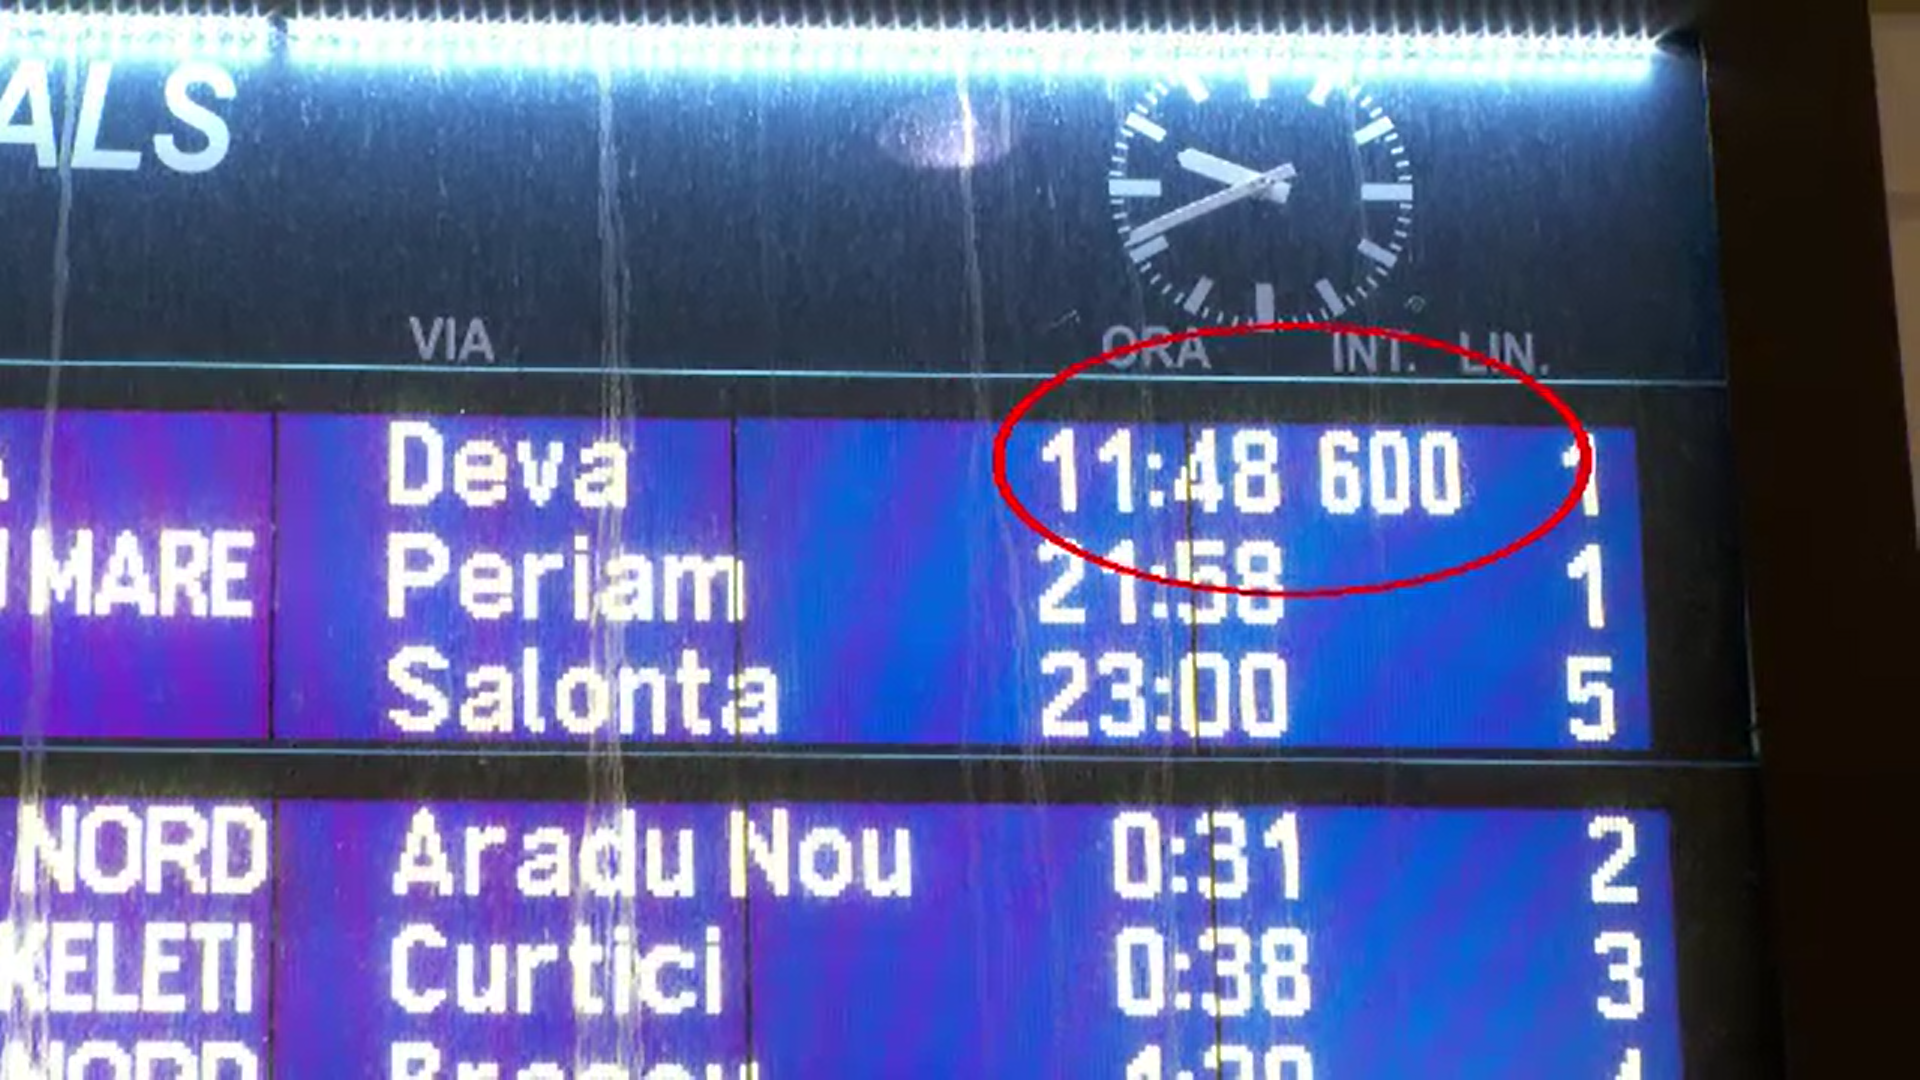 ALS
VIA ORA INT. LIN.
Deva 11:48 600 1
MARE Periam 21:58 1
Salonta 23:00 5
NORD Aradu Nou 0:31 2
KELETI Curtici 0:38 3
NORD